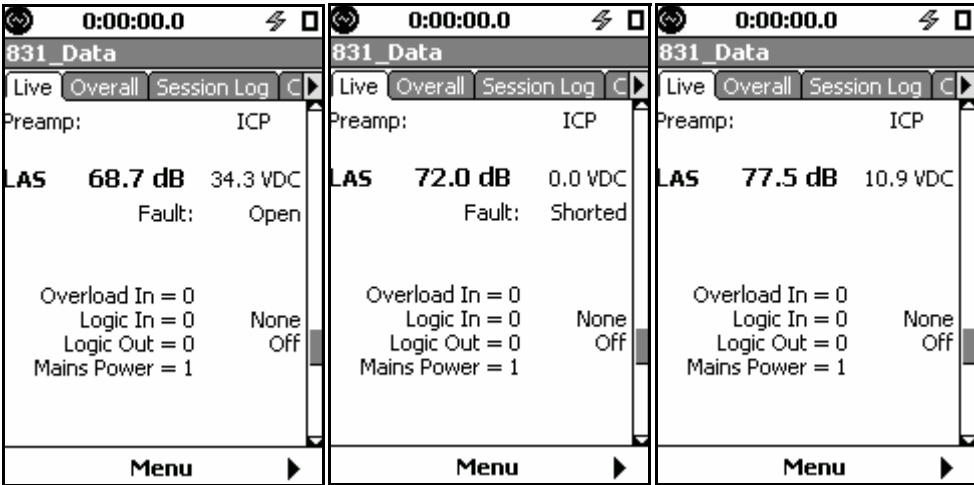 0:00:00.0
831_Data
Live Overall Session Log C
Preamp: ICP
LAS 68.7 dB 34.3 VDC
Fault: Open
Overload In = 0
Logic In = 0 None
Logic Out = 0 Off
Mains Power = 1
Menu
0:00:00.0
831_Data
Live Overall Session Log C
Preamp: ICP
LAS 72.0 dB 0.0 VDC
Fault: Shorted
Overload In = 0
Logic In = 0 None
Logic Out = 0 Off
Mains Power = 1
Menu
0:00:00.0
831_Data
Live Overall Session Log C
Preamp: ICP
LAS 77.5 dB 10.9 VDC
Overload In = 0
Logic In = 0 None
Logic Out = 0 Off
Mains Power = 1
Menu